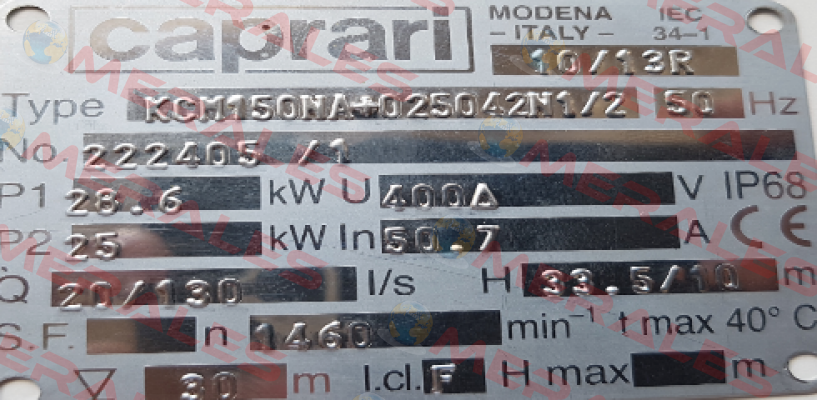 caprari MODENA IEC
- ITALY - 34-1
10/13R
Type KCM150NA+025042N1/2 50 Hz
No 222405 /1
P1 28.6 kW U 400Δ V IP68
P2 25 kW In 50.7 A CE
Q 20/130 l/s H 33.5/10 m
S.F. n 1460 min⁻¹ t max 40° C
▽ 30 m I.cl. F H max m